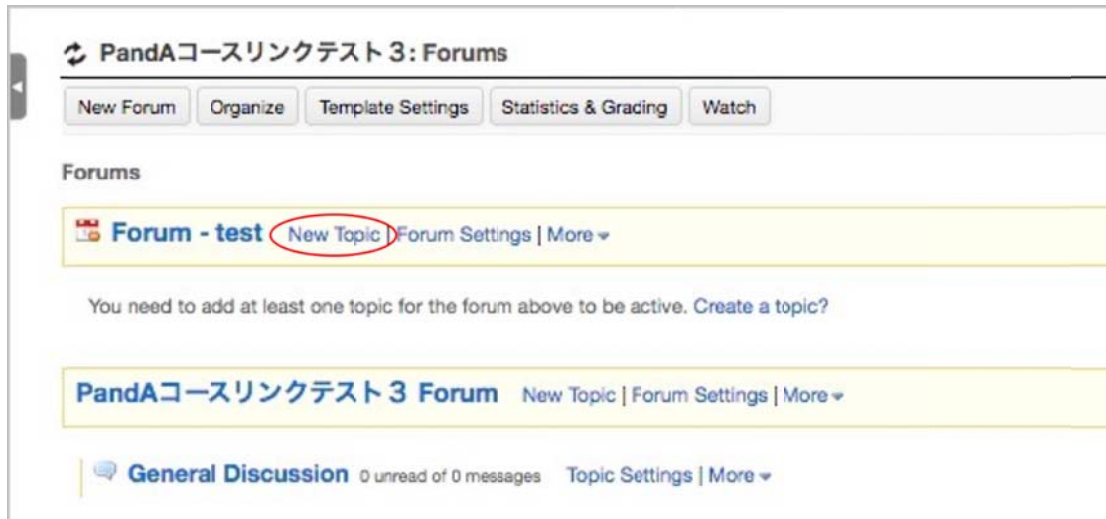 PandAコースリンクテスト3: Forums
New Forum Organize Template Settings Statistics & Grading Watch
Forums
Forum - test New Topic | Forum Settings | More
You need to add at least one topic for the forum above to be active. Create a topic?
PandAコースリンクテスト3 Forum New Topic | Forum Settings | More
General Discussion 0 unread of 0 messages Topic Settings | More